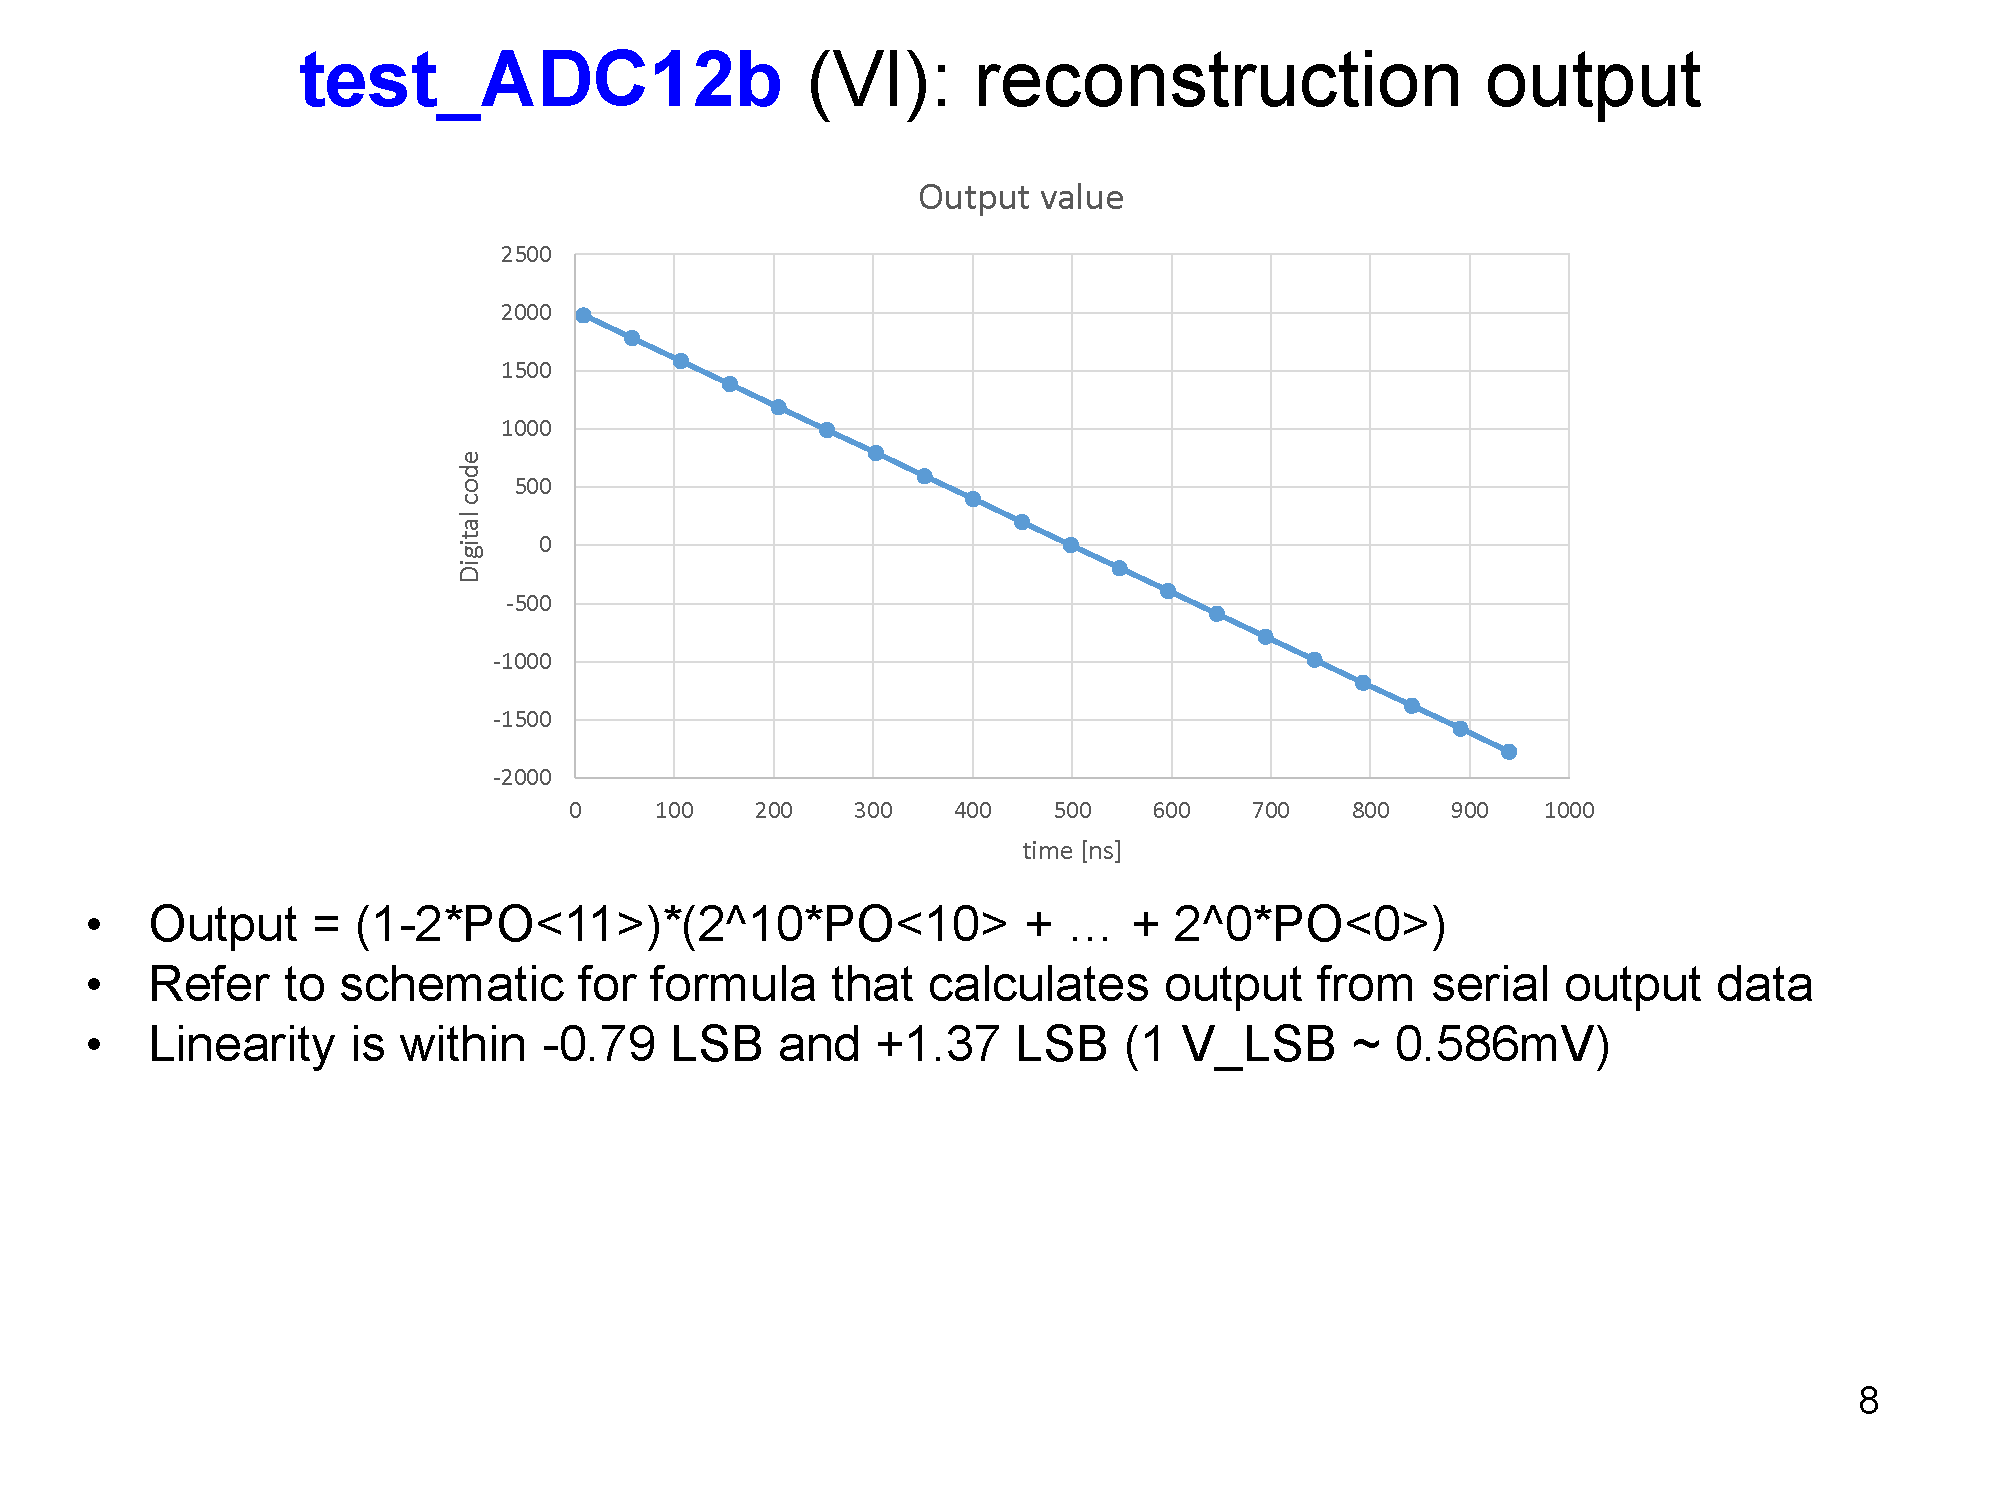 test_ADC12b (VI): reconstruction output
Output value
2500
2000
1500
1000
500
0
-500
-1000
-1500
-2000
Digital code
0 100 200 300 400 500 600 700 800 900 1000
time [ns]
• Output = (1-2*PO<11>)*(2^10*PO<10> + … + 2^0*PO<0>)
• Refer to schematic for formula that calculates output from serial output data
• Linearity is within -0.79 LSB and +1.37 LSB (1 V_LSB ~ 0.586mV)
8